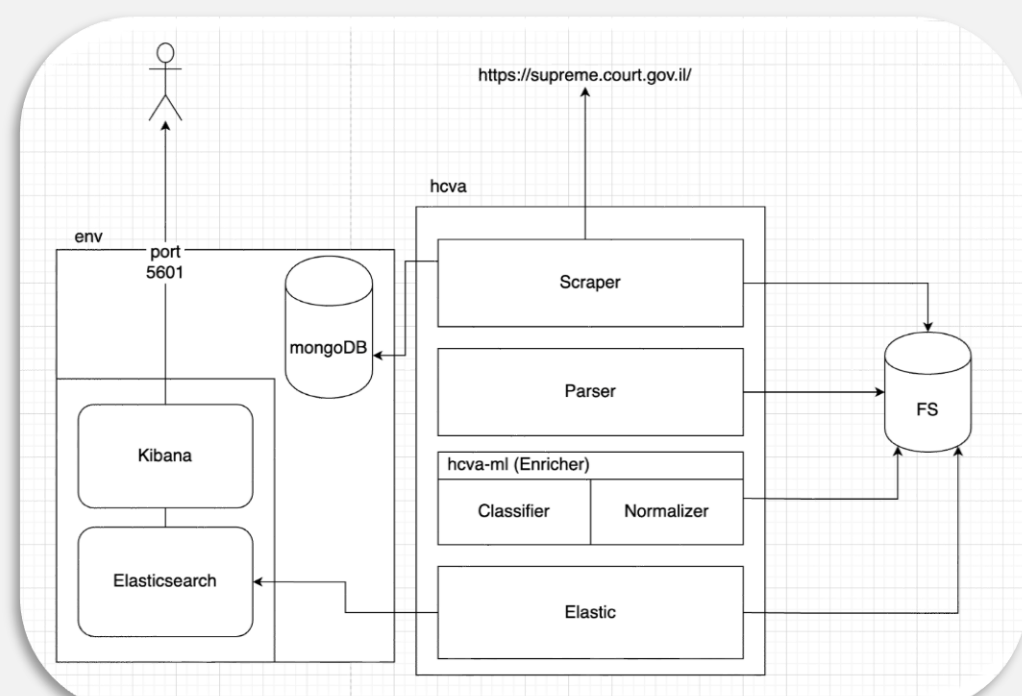 https://supreme.court.gov.il/
hcva
env
port
5601
Scraper
mongoDB
Parser
FS
Kibana
hcva-ml (Enricher)
Classifier
Normalizer
Elasticsearch
Elastic